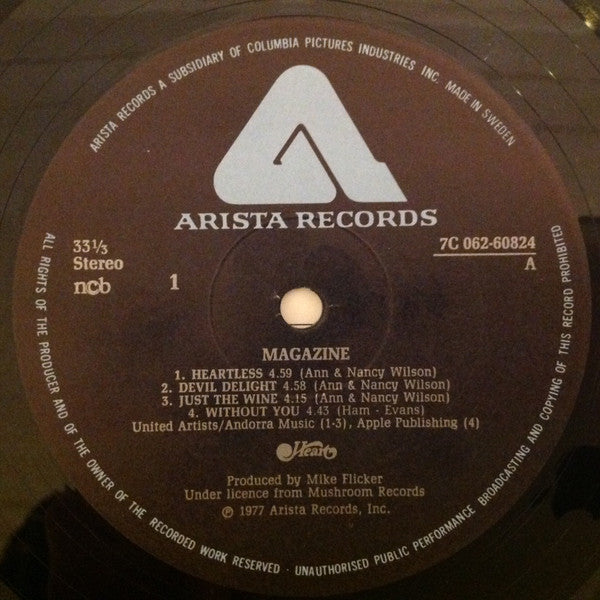 ARISTA RECORDS A SUBSIDIARY OF COLUMBIA PICTURES INDUSTRIES, INC. MADE IN SWEDEN
ARISTA RECORDS
33 1/3
Stereo
ncb
1
7C 062-60824
A
MAGAZINE
1. HEARTLESS 4.59 (Ann & Nancy Wilson)
2. DEVIL DELIGHT 4.58 (Ann & Nancy Wilson)
3. JUST THE WINE 4.15 (Ann & Nancy Wilson)
4. WITHOUT YOU 4.43 (Ham - Evans)
United Artists/Andorra Music (1-3), Apple Publishing (4)
Heart
Produced by Mike Flicker
Under licence from Mushroom Records
℗ 1977 Arista Records, Inc.
ALL RIGHTS OF THE PRODUCER AND OF THE OWNER OF THE RECORDED WORK RESERVED · UNAUTHORISED PUBLIC PERFORMANCE BROADCASTING AND COPYING OF THIS RECORD PROHIBITED